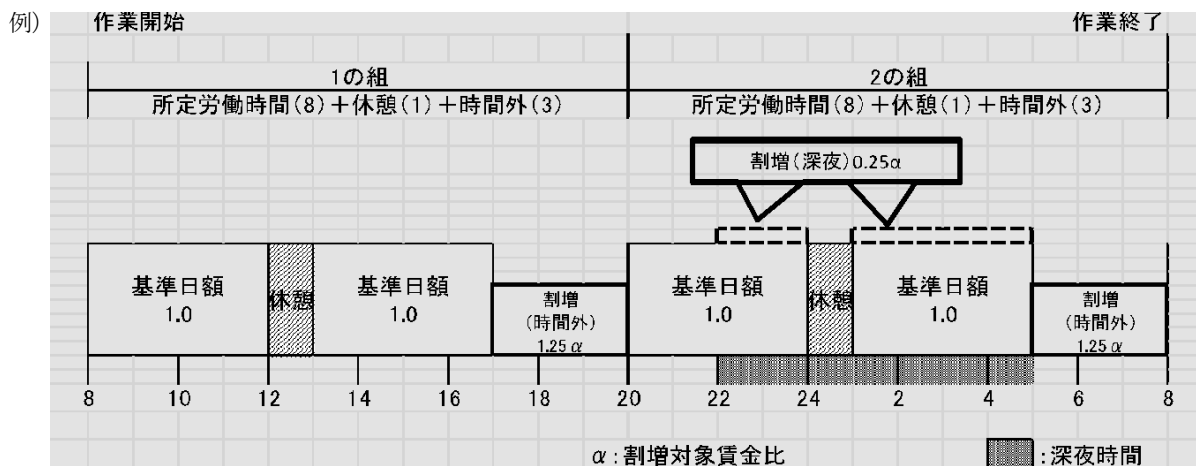 例)
作業開始
作業終了
1の組
2の組
所定労働時間(8)+休憩(1)+時間外(3)
所定労働時間(8)+休憩(1)+時間外(3)
割増(深夜)0.25α
基準日額
1.0
休憩
基準日額
1.0
割増
(時間外)
1.25α
基準日額
1.0
休憩
基準日額
1.0
割増
(時間外)
1.25α
8 10 12 14 16 18 20 22 24 2 4 6 8
α:割増対象賃金比
:深夜時間